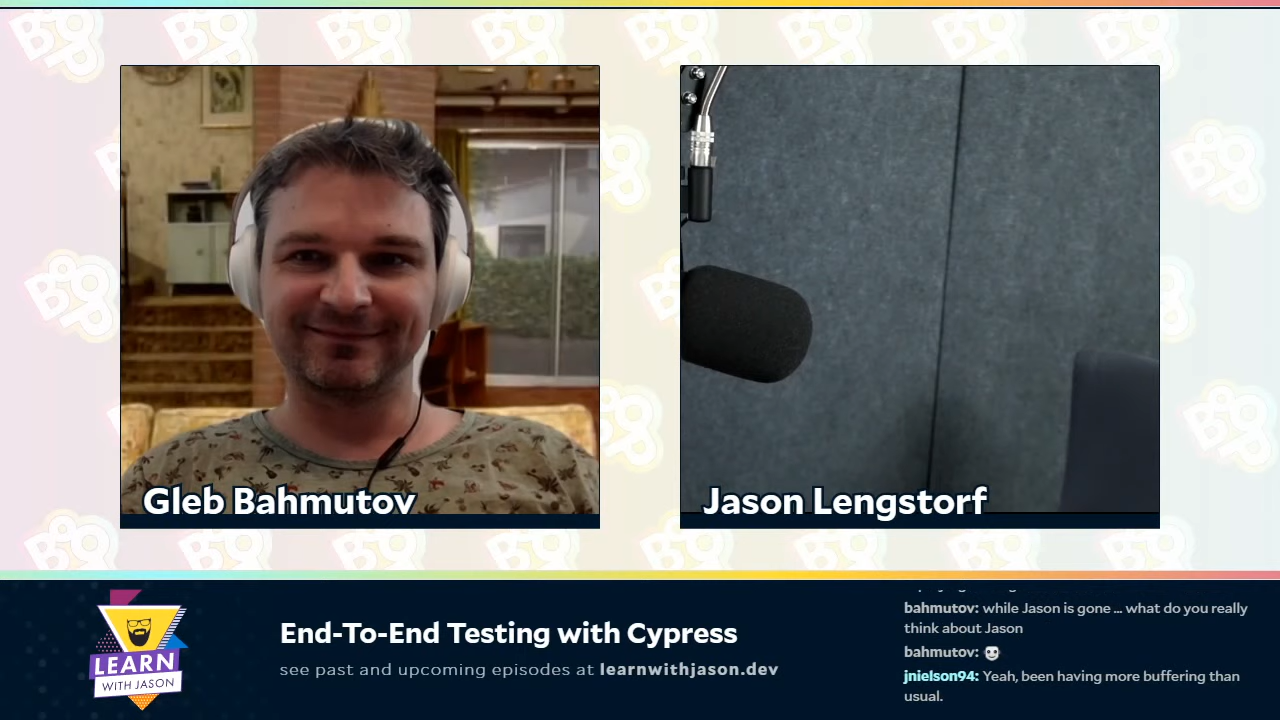 Gleb Bahmutov
Jason Lengstorf
LEARN
WITH JASON
End-To-End Testing with Cypress
see past and upcoming episodes at learnwithjason.dev
bahmutov: while Jason is gone ... what do you really
think about Jason
bahmutov: 💀
jnielson94: Yeah, been having more buffering than
usual.